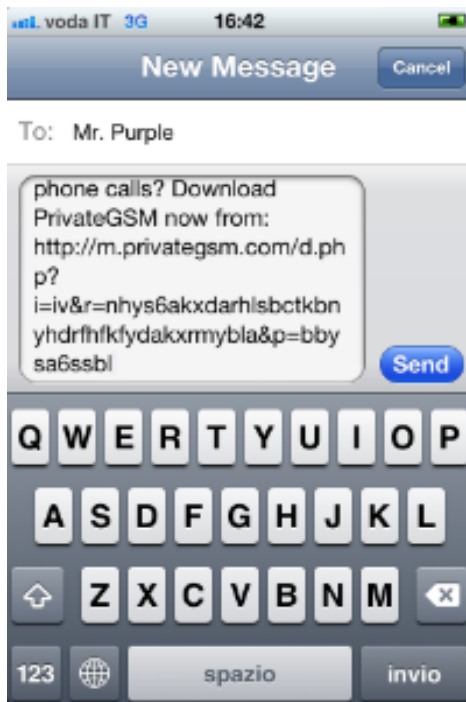 voda IT 3G 16:42
New Message Cancel
To: Mr. Purple
phone calls? Download
PrivateGSM now from:
http://m.privategsm.com/d.ph
p?
i=iv&r=nhys6akxdarhlsbctkbn
yhdrfhfkfydakxrmybla&p=bby
sa6ssbl
Send
Q W E R T Y U I O P
A S D F G H J K L
Z X C V B N M
123 spazio invio